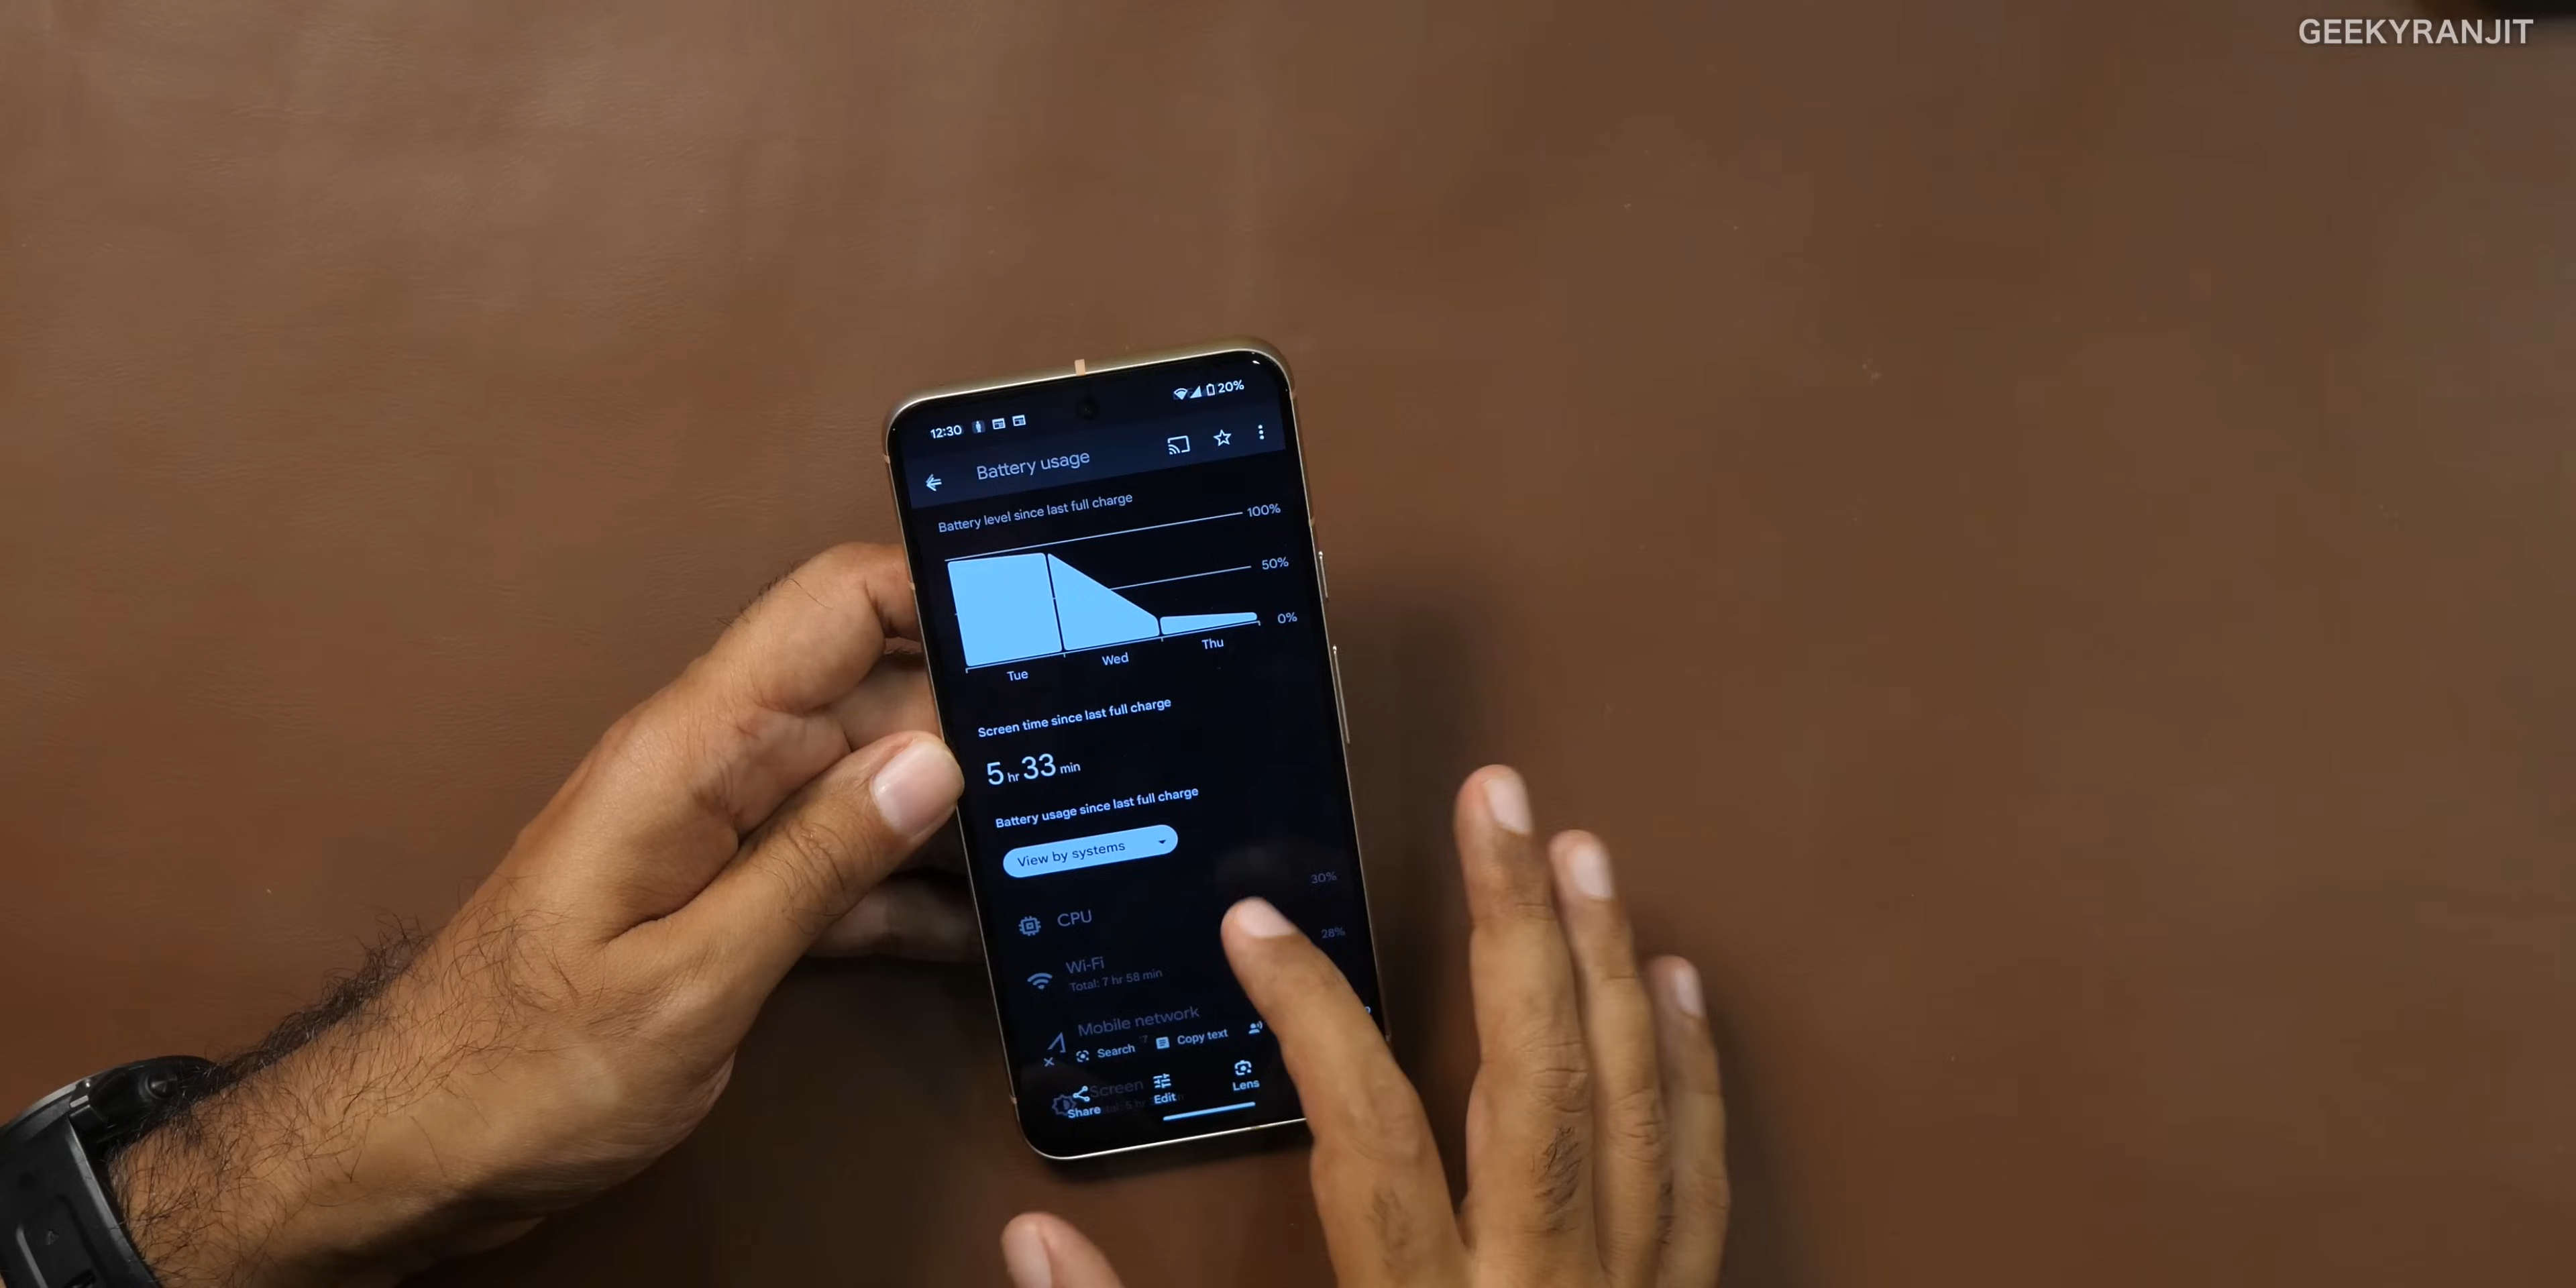 GEEKYRANJIT
12:30 20%
Battery usage
Battery level since last full charge
100%
50%
0%
Tue Wed Thu
Screen time since last full charge
5 hr 33 min
Battery usage since last full charge
View by systems
30%
CPU
28%
Wi-Fi
Total: 7 hr 58 min
Mobile network
Search Copy text
Screen
Share Edit Lens